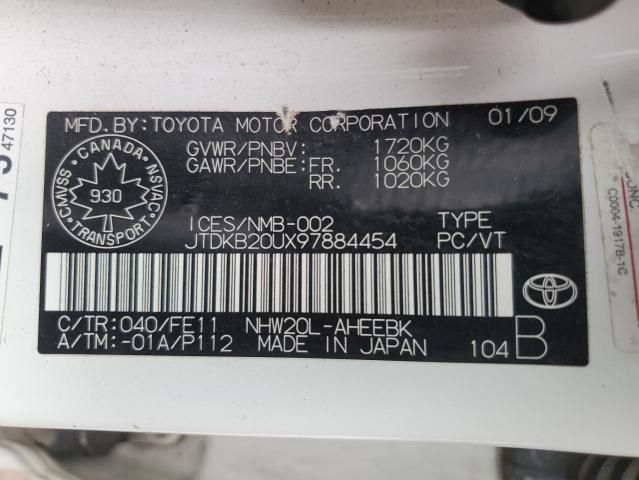 MFD.BY:TOYOTA MOTOR CORPORATION 01/09
GVWR/PNBV: 1720KG
GAWR/PNBE:FR. 1060KG
RR. 1020KG
CANADA
CMVSS 930 NSVAC
TRANSPORT
ICES/NMB-002 TYPE
JTDKB20UX97884454 PC/VT
C/TR:040/FE11 NHW20L-AHEEBK
A/TM:-01A/P112 MADE IN JAPAN 104 B
47130
C0004-1917B-1C